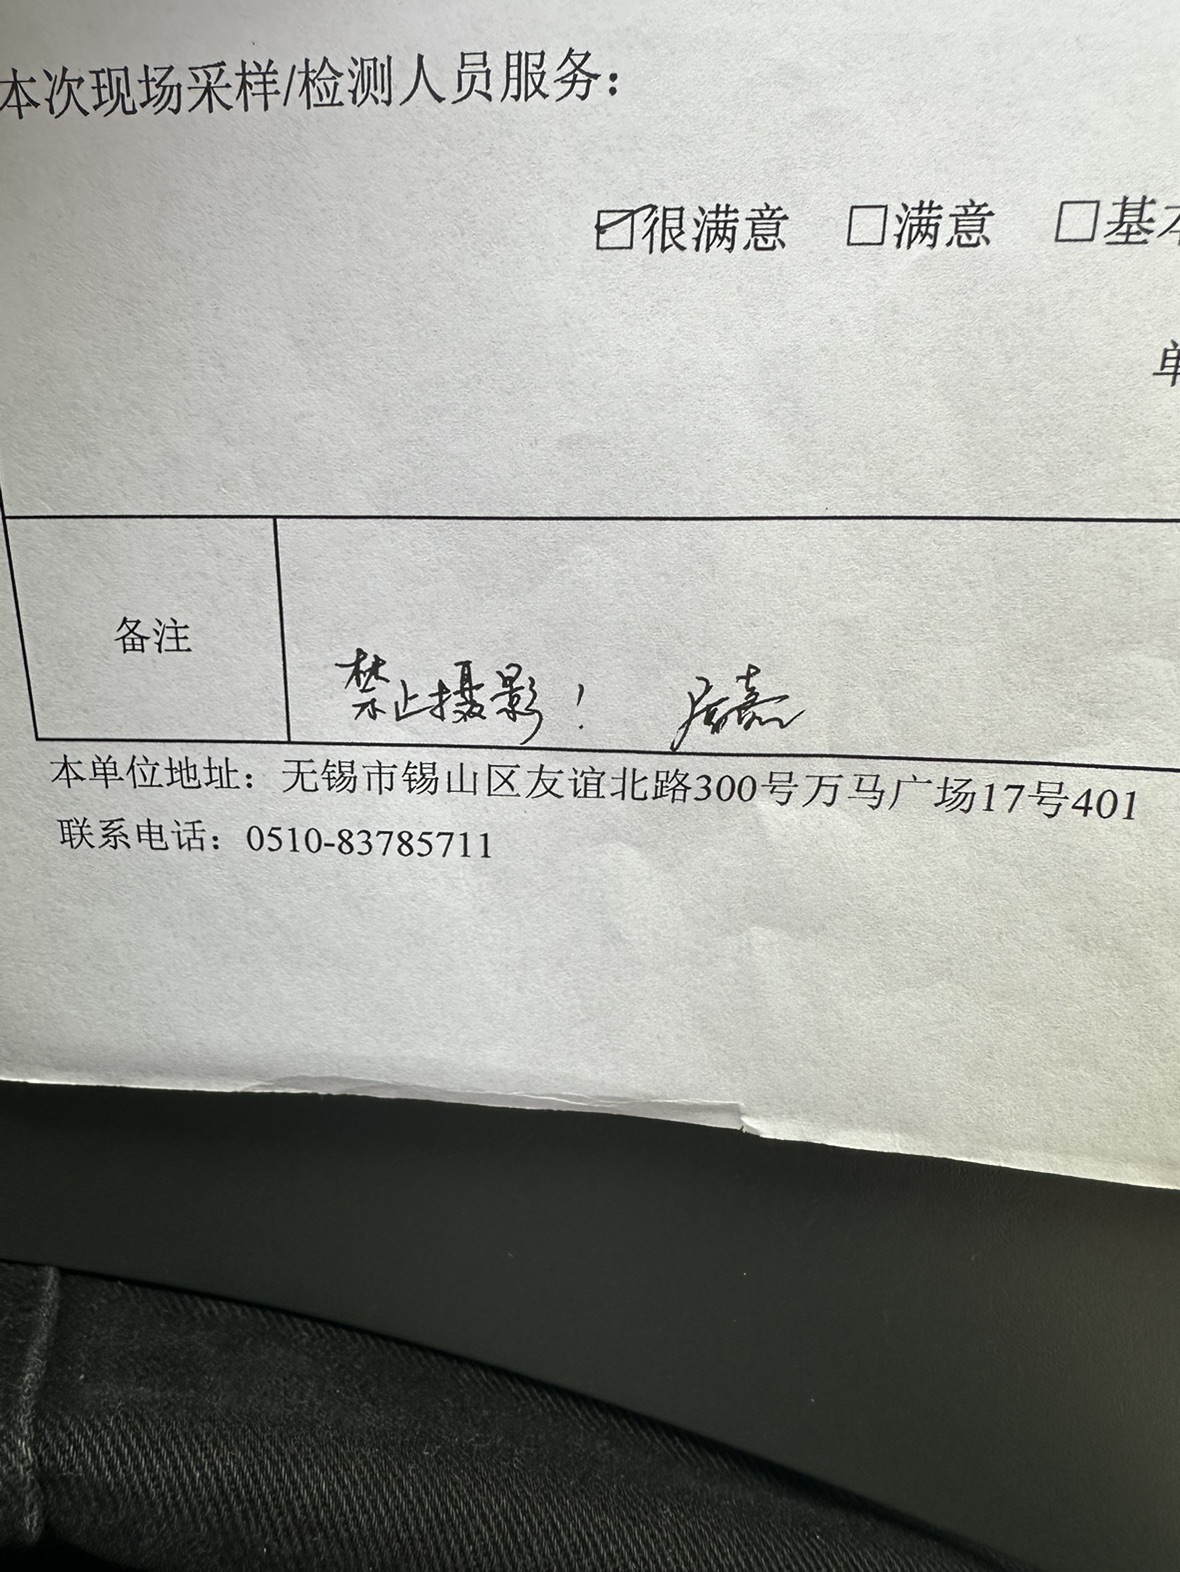 本次现场采样/检测人员服务：
☑很满意 □满意 □基本
单
备注
禁止摄影！
本单位地址：无锡市锡山区友谊北路300号万马广场17号401
联系电话：0510-83785711